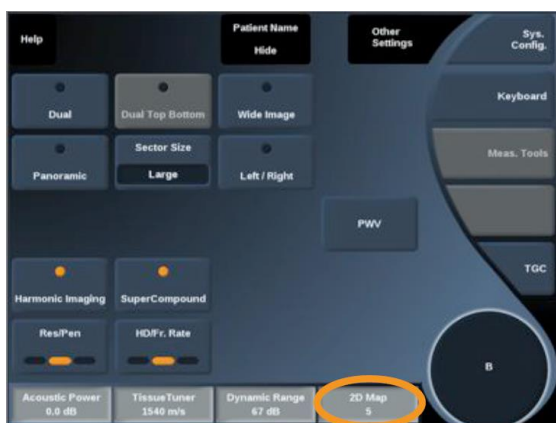 Help
Patient Name
Hide
Other
Settings
Sys.
Config.
Dual
Dual Top Bottom
Wide Image
Keyboard
Panoramic
Sector Size
Large
Left / Right
Meas. Tools
PWV
TGC
Harmonic Imaging
SuperCompound
Res/Pen
HD/Fr. Rate
B
Acoustic Power
0.0 dB
TissueTuner
1540 m/s
Dynamic Range
67 dB
2D Map
5